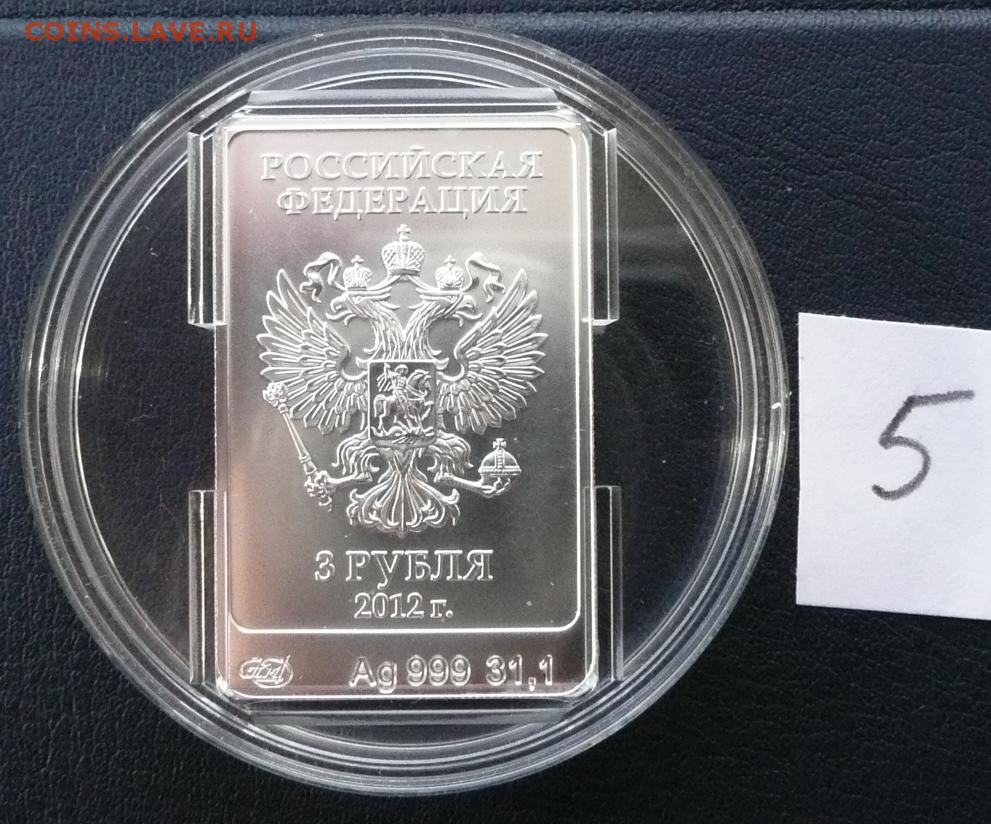 COINS.LAVE.RU
РОССИЙСКАЯ
ФЕДЕРАЦИЯ
3 РУБЛЯ
2012 г.
Ag 999 31,1
5